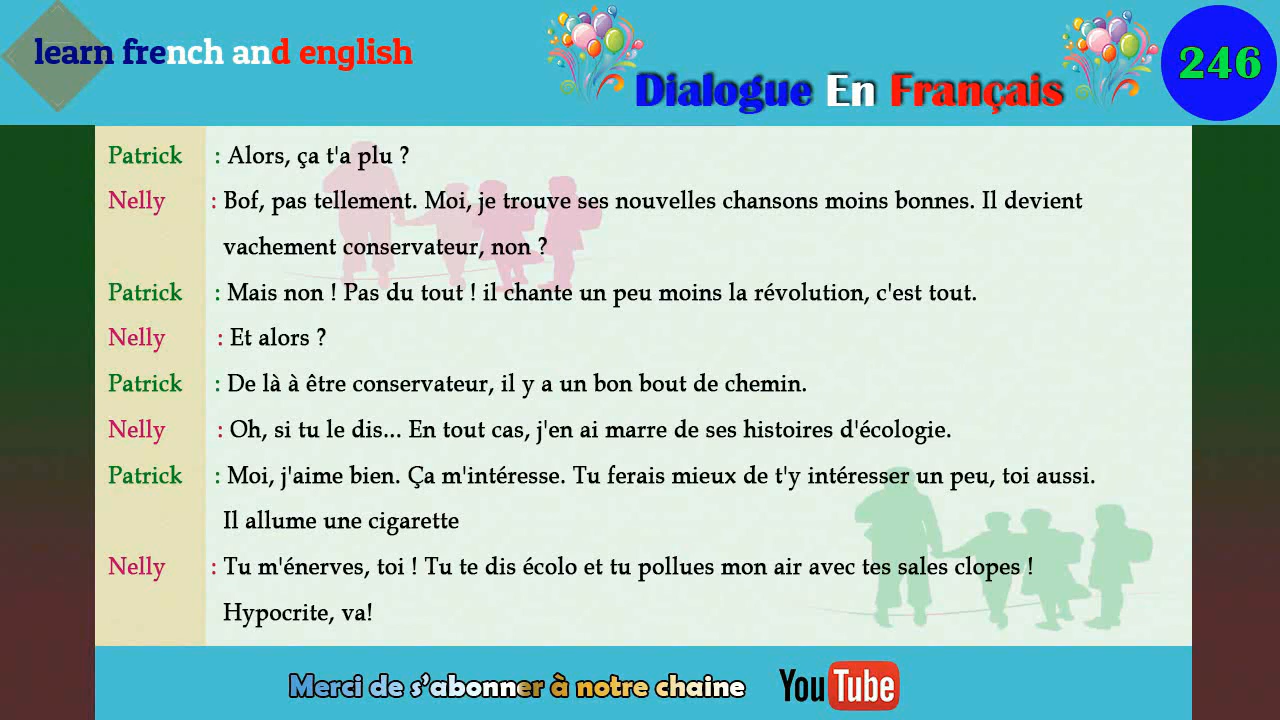 learn french and english
Dialogue En Français
246
Patrick : Alors, ça t'a plu ?
Nelly : Bof, pas tellement. Moi, je trouve ses nouvelles chansons moins bonnes. Il devient
vachement conservateur, non ?
Patrick : Mais non ! Pas du tout ! il chante un peu moins la révolution, c'est tout.
Nelly : Et alors ?
Patrick : De là à être conservateur, il y a un bon bout de chemin.
Nelly : Oh, si tu le dis... En tout cas, j'en ai marre de ses histoires d'écologie.
Patrick : Moi, j'aime bien. Ça m'intéresse. Tu ferais mieux de t'y intéresser un peu, toi aussi.
Il allume une cigarette
Nelly : Tu m'énerves, toi ! Tu te dis écolo et tu pollues mon air avec tes sales clopes !
Hypocrite, va!
Merci de s’abonner à notre chaine
YouTube